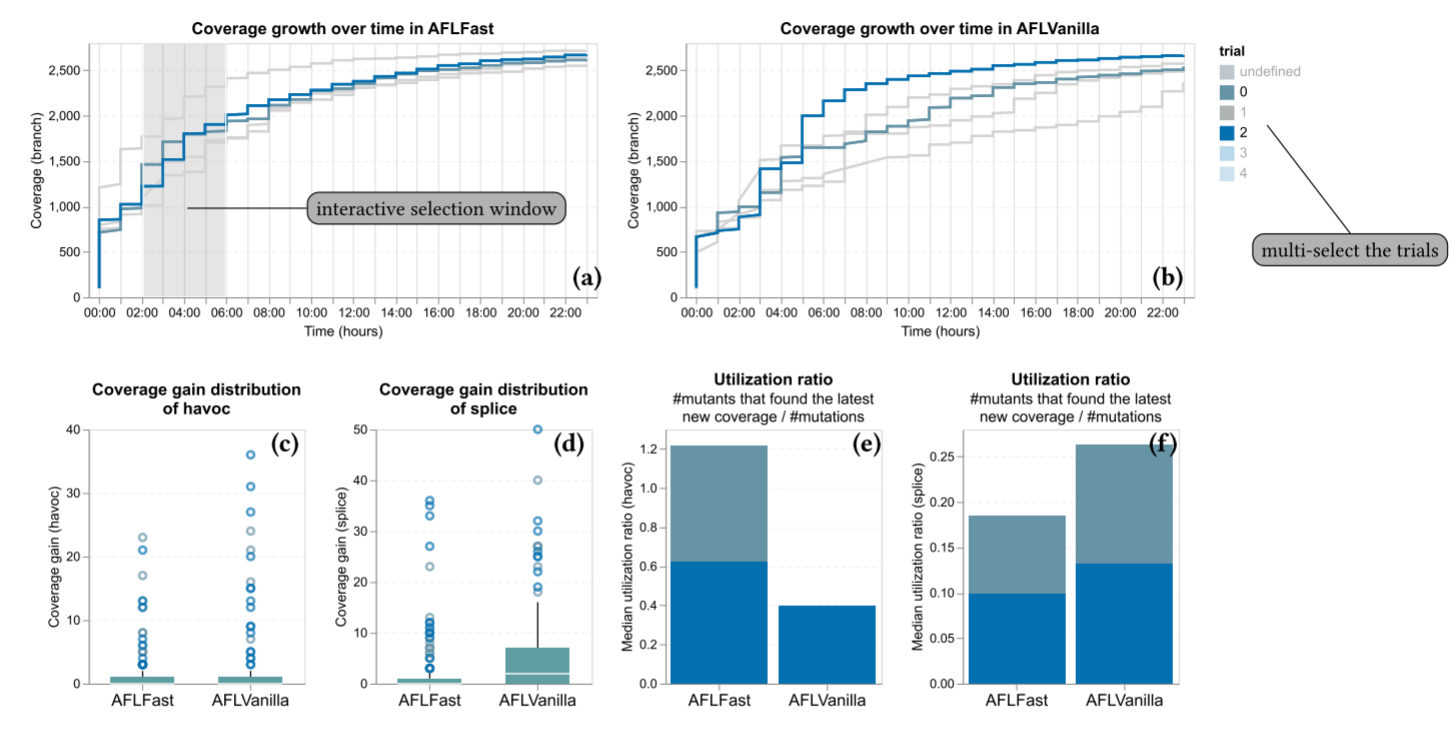 Coverage growth over time in AFLFast
Coverage (branch)
2,500
2,000
1,500
1,000
500
0
00:00 02:00 04:00 06:00 08:00 10:00 12:00 14:00 16:00 18:00 20:00 22:00
Time (hours)
interactive selection window
(a)
Coverage growth over time in AFLVanilla
Coverage (branch)
2,500
2,000
1,500
1,000
500
0
00:00 02:00 04:00 06:00 08:00 10:00 12:00 14:00 16:00 18:00 20:00 22:00
Time (hours)
(b)
trial
undefined
0
1
2
3
4
multi-select the trials
Coverage gain distribution
of havoc
Coverage gain (havoc)
40
30
20
10
0
AFLFast AFLVanilla
(c)
Coverage gain distribution
of splice
Coverage gain (splice)
50
40
30
20
10
0
AFLFast AFLVanilla
(d)
Utilization ratio
#mutants that found the latest
new coverage / #mutations
Median utilization ratio (havoc)
1.2
1.0
0.8
0.6
0.4
0.2
0.0
AFLFast AFLVanilla
(e)
Utilization ratio
#mutants that found the latest
new coverage / #mutations
Median utilization ratio (splice)
0.25
0.20
0.15
0.10
0.05
0.00
AFLFast AFLVanilla
(f)